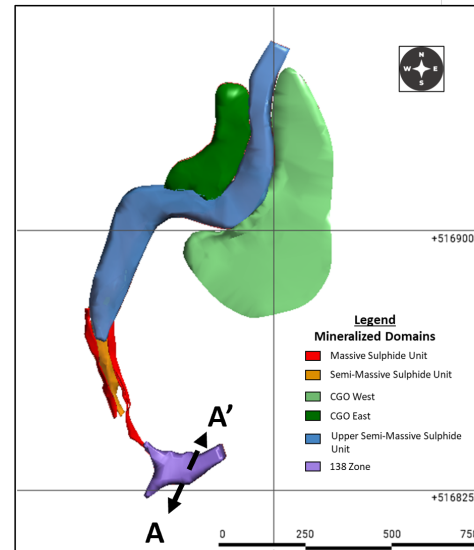 N
W E
S
+516900
Legend
Mineralized Domains
Massive Sulphide Unit
Semi-Massive Sulphide Unit
CGO West
CGO East
Upper Semi-Massive Sulphide
Unit
138 Zone
A'
+516825
A
0 250 500 750